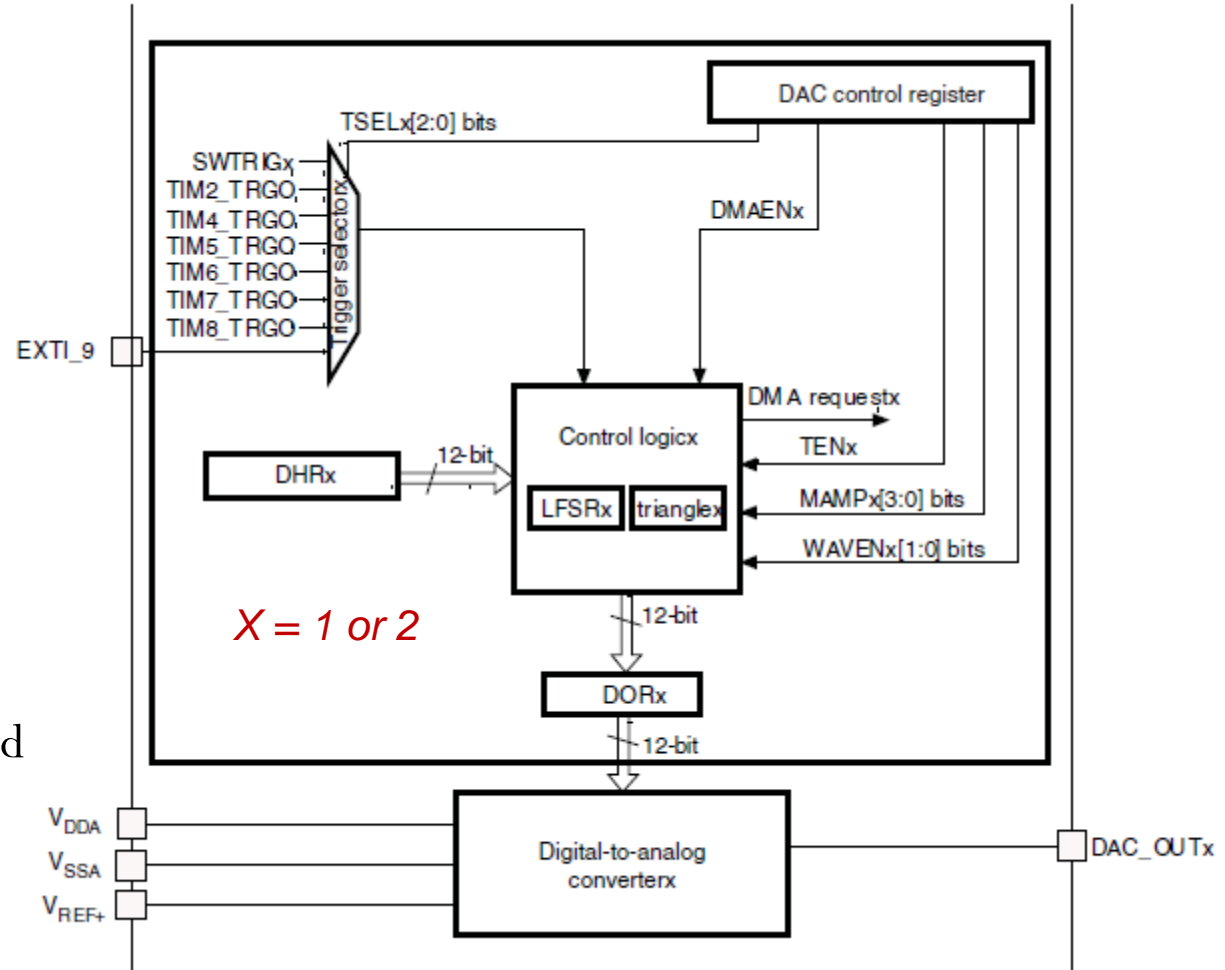 DAC control register
TSELx[2:0] bits
SWTRIGx
TIM2_TRGO
TIM4_TRGO
TIM5_TRGO
TIM6_TRGO
TIM7_TRGO
TIM8_TRGO
Trigger selectorx
DMAENx
EXTI_9
DMA requestx
Control logicx
TENx
DHRx
12-bit
LFSRx
trianglex
MAMPx[3:0] bits
WAVENx[1:0] bits
X = 1 or 2
12-bit
DORx
d
12-bit
VDDA
VSSA
VREF+
Digital-to-analog
converterx
DAC_OUTx